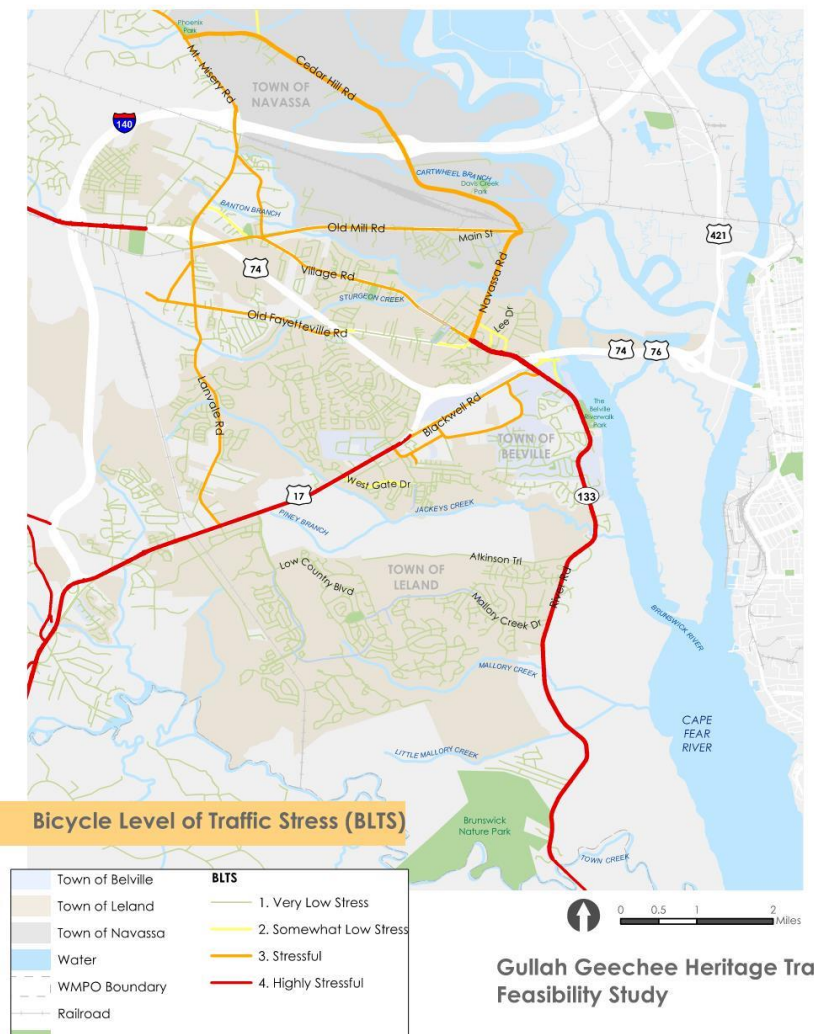 Phoenix
Park
Mt. Misery Rd
Cedar Hill Rd
TOWN OF
NAVASSA
140
CARTWHEEL BRANCH
Davis Creek
Park
BANTON BRANCH
Old Mill Rd
Main St
421
74
Village Rd
Navassa Rd
STURGEON CREEK
Lee Dr
Old Fayetteville Rd
74
76
Lanvale Rd
Blackwell Rd
The
Belville
Riverwalk
Park
TOWN OF
BELVILLE
West Gate Dr
17
133
JACKEYS CREEK
PINEY BRANCH
Atkinson Trl
Low Country Blvd
TOWN OF
LELAND
River Rd
Mallory Creek Dr
BRUNSWICK RIVER
MALLORY CREEK
CAPE
FEAR
RIVER
LITTLE MALLORY CREEK
Brunswick
Nature Park
TOWN CREEK
Bicycle Level of Traffic Stress (BLTS)
Town of Belville
Town of Leland
Town of Navassa
Water
WMPO Boundary
Railroad
BLTS
1. Very Low Stress
2. Somewhat Low Stress
3. Stressful
4. Highly Stressful
0 0.5 1 2
Miles
Gullah Geechee Heritage Tra
Feasibility Study